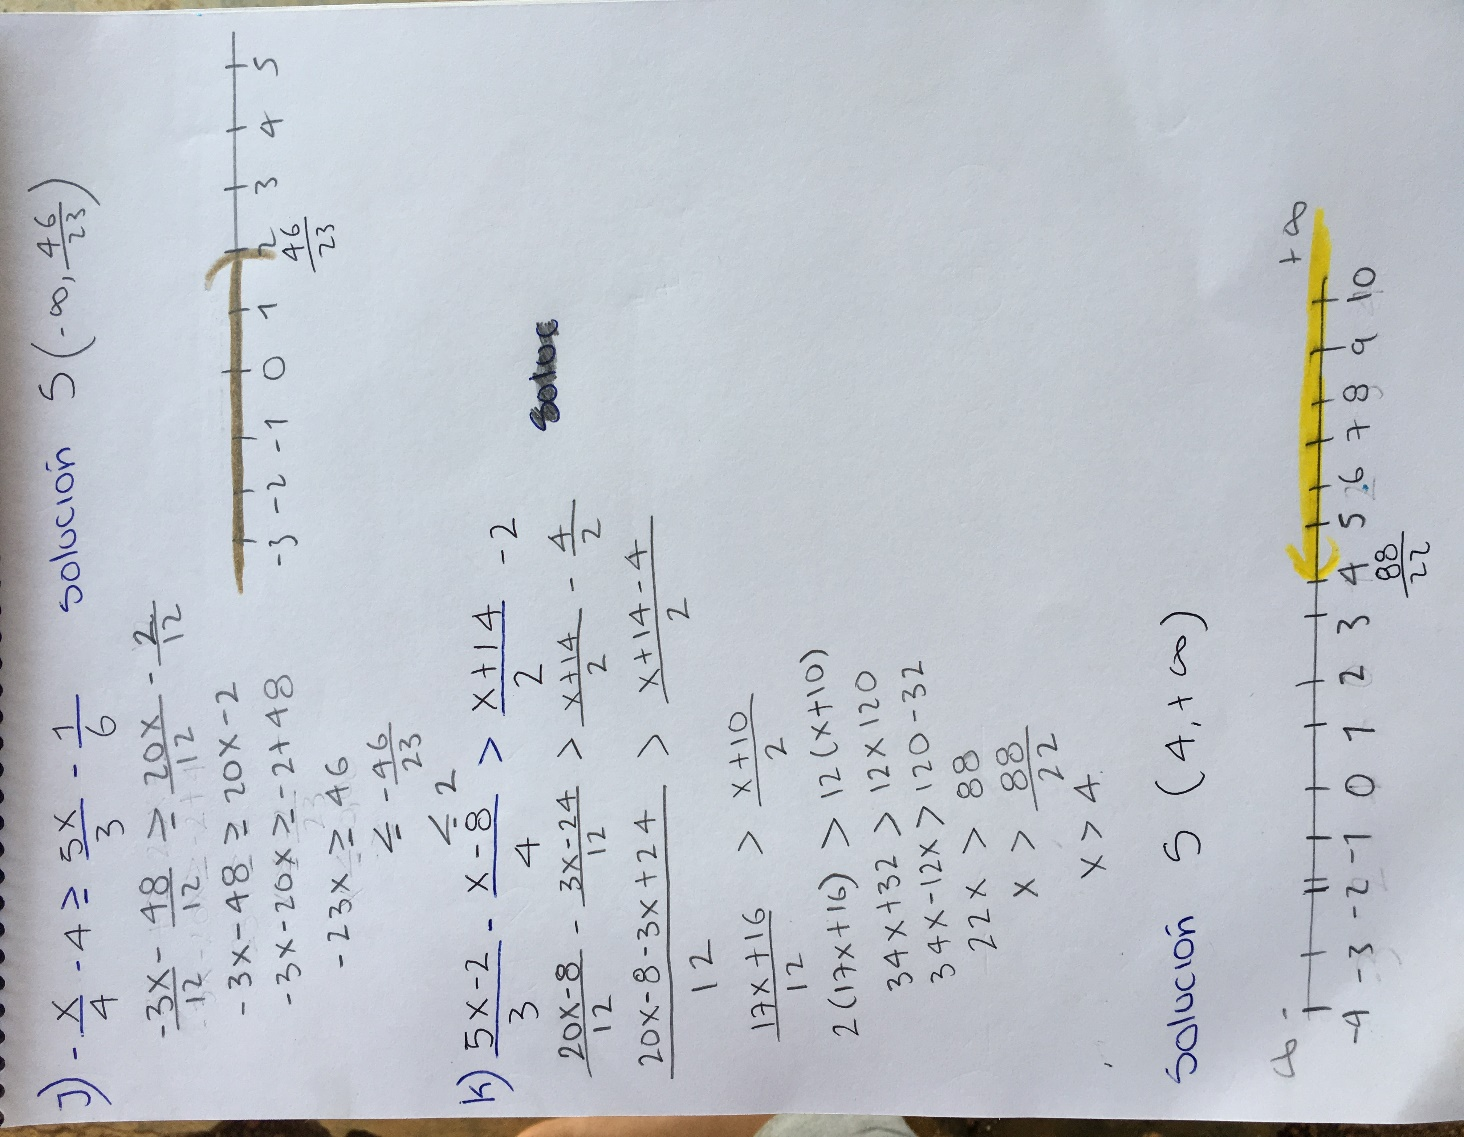 J) - x/4 - 4 ≥ 5x/3 - 1/6 solución S (-∞, 46/23)
-3x/12 - 48/12 ≥ 20x/12 - 2/12
-3x - 48 ≥ 20x - 2
-3x - 20x ≥ -2 + 48
-23x ≥ 46
≤ - 46/23
≤ 2
-3 -2 -1 0 1 2 3 4 5
46/23
K) 5x-2/3 - x-8/4 > x+14/2 - 2
20x-8/12 - 3x-24/12 > x+14/2 - 4/2
20x-8-3x+24/12 > x+14-4/2
17x+16/12 > x+10/2
2(17x+16) > 12(x+10)
34x+32 > 12x 120
34x-12x > 120-32
22x > 88
x > 88/22
x > 4
solución S (4,+∞)
+∞
-4 -3 -2 -1 0 1 2 3 4 5 6 7 8 9 10
88/22